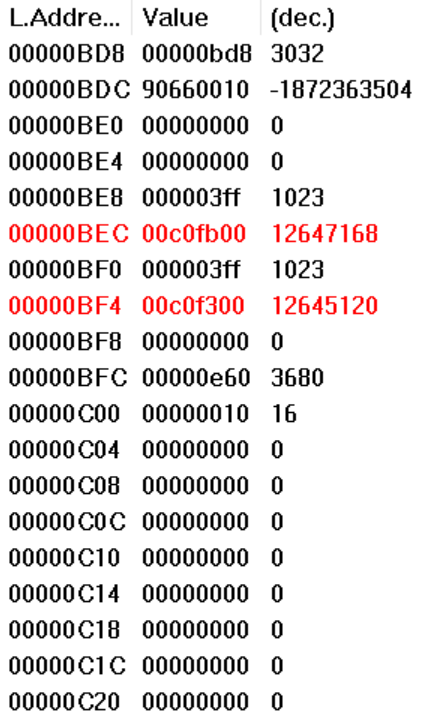 L.Addre... Value (dec.)
00000BD8 00000bd8 3032
00000BDC 90660010 -1872363504
00000BE0 00000000 0
00000BE4 00000000 0
00000BE8 000003ff 1023
00000BEC 00c0fb00 12647168
00000BF0 000003ff 1023
00000BF4 00c0f300 12645120
00000BF8 00000000 0
00000BFC 00000e60 3680
00000C00 00000010 16
00000C04 00000000 0
00000C08 00000000 0
00000C0C 00000000 0
00000C10 00000000 0
00000C14 00000000 0
00000C18 00000000 0
00000C1C 00000000 0
00000C20 00000000 0